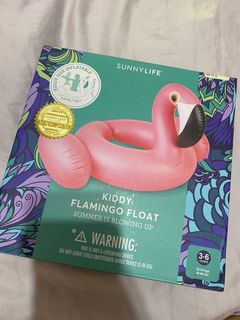 SUNNYLIFE
KIDDY
FLAMINGO FLOAT
SUMMER IS BLOWING UP
WARNING:
THIS IS NOT A LIFESAVING DEVICE.
DO NOT LEAVE CHILD UNATTENDED WHILE DEVICE IS IN USE.
3-6